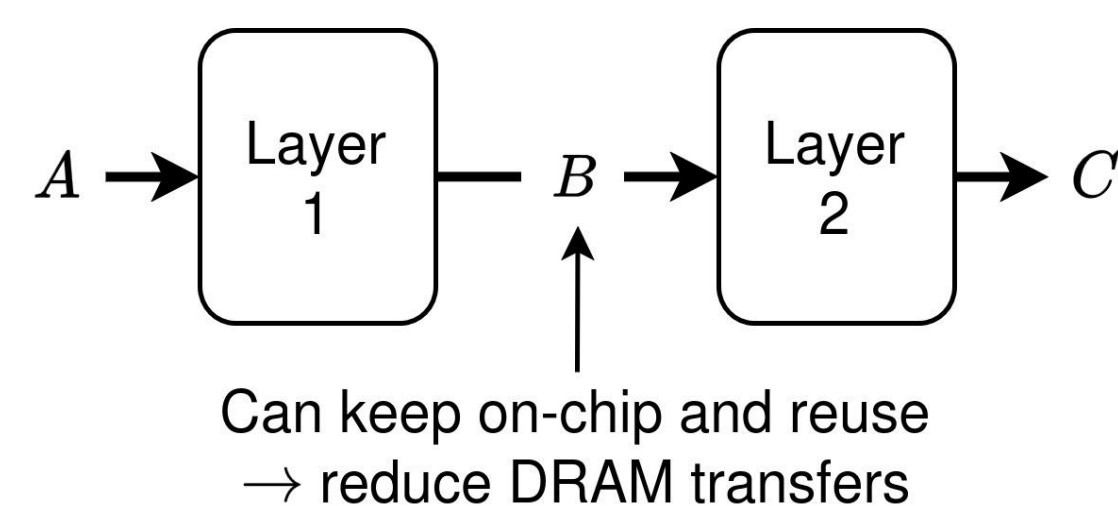 A
Layer
1
B
Layer
2
C
Can keep on-chip and reuse
→ reduce DRAM transfers